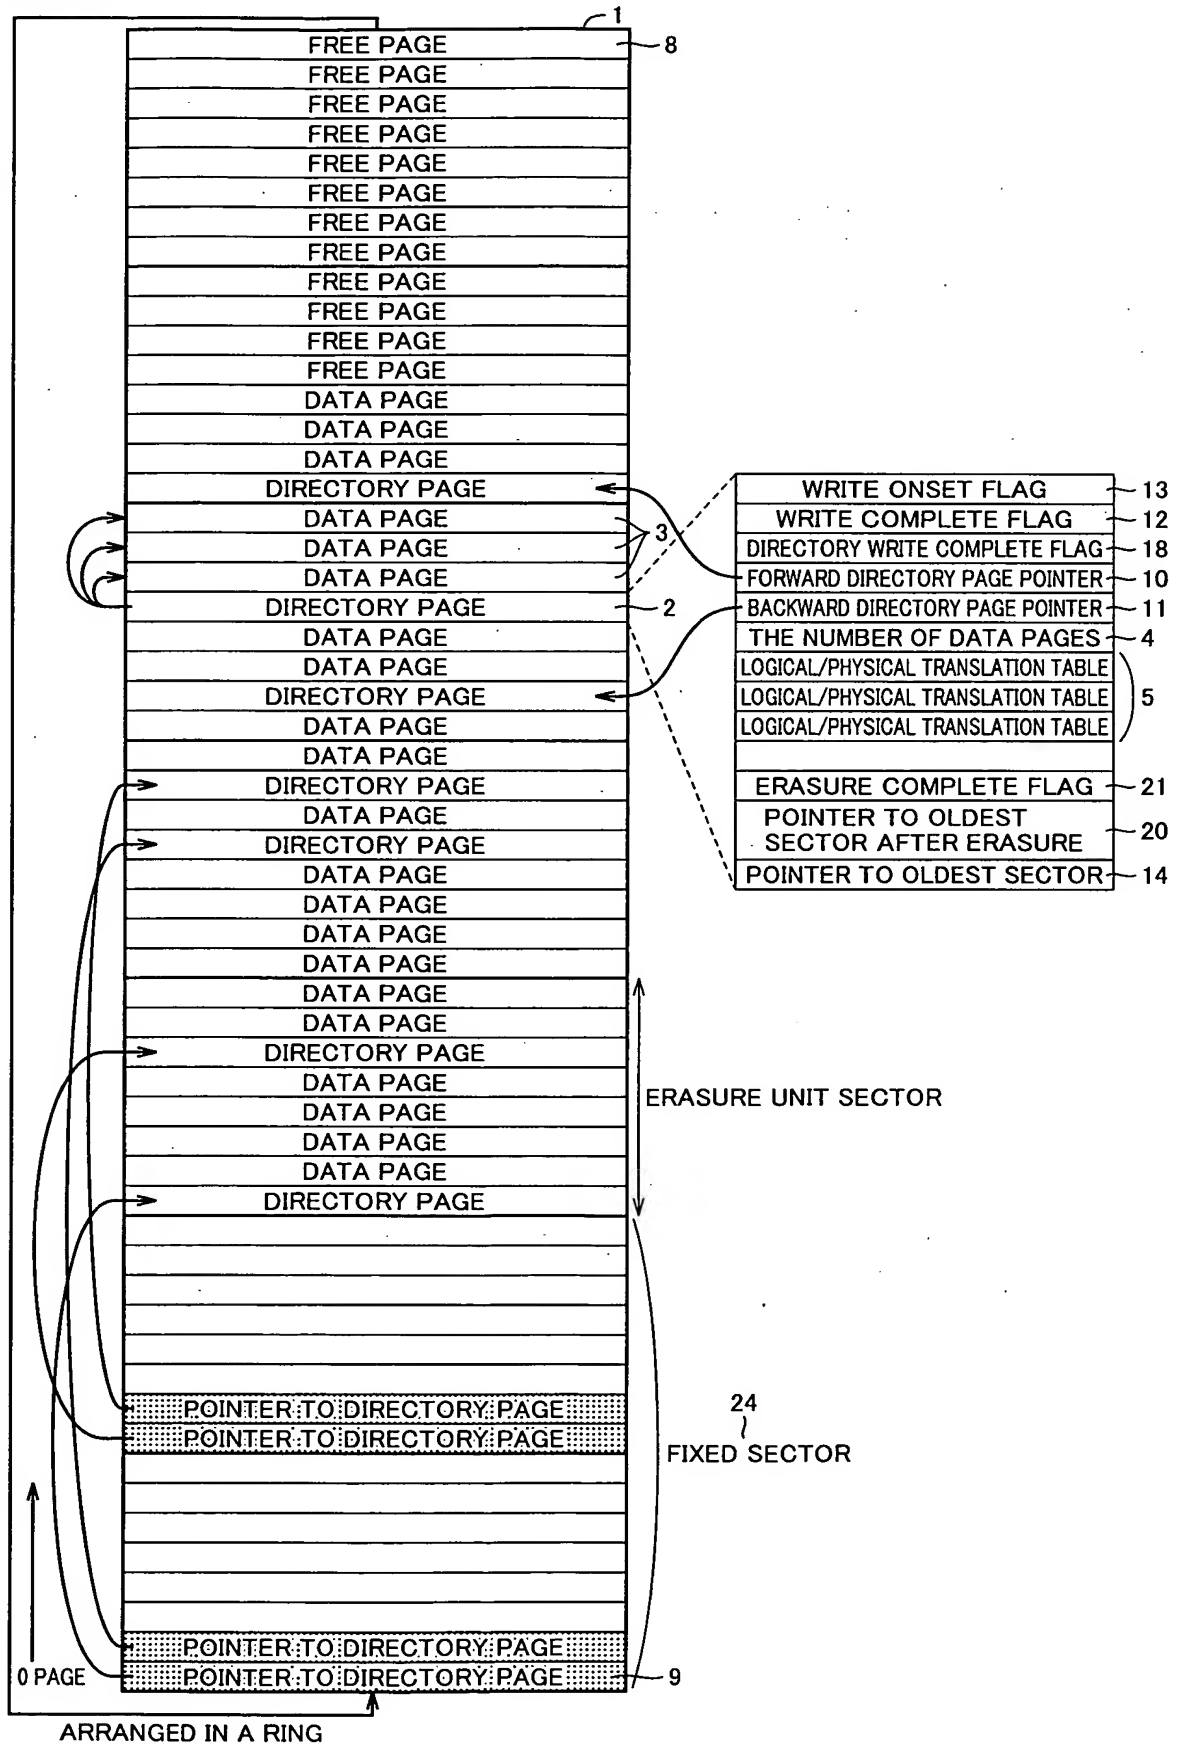 1
FREE PAGE 8
FREE PAGE
FREE PAGE
FREE PAGE
FREE PAGE
FREE PAGE
FREE PAGE
FREE PAGE
FREE PAGE
FREE PAGE
FREE PAGE
FREE PAGE
DATA PAGE
DATA PAGE
DATA PAGE
DIRECTORY PAGE
DATA PAGE
DATA PAGE 3
DATA PAGE
DIRECTORY PAGE 2
DATA PAGE
DATA PAGE
DIRECTORY PAGE
DATA PAGE
DATA PAGE
DIRECTORY PAGE
DATA PAGE
DIRECTORY PAGE
DATA PAGE
DATA PAGE
DATA PAGE
DATA PAGE
DATA PAGE
DATA PAGE
DIRECTORY PAGE
DATA PAGE
DATA PAGE
DATA PAGE
DATA PAGE
DIRECTORY PAGE
POINTER TO DIRECTORY PAGE
POINTER TO DIRECTORY PAGE
POINTER TO DIRECTORY PAGE
POINTER TO DIRECTORY PAGE 9
WRITE ONSET FLAG 13
WRITE COMPLETE FLAG 12
DIRECTORY WRITE COMPLETE FLAG 18
FORWARD DIRECTORY PAGE POINTER 10
BACKWARD DIRECTORY PAGE POINTER 11
THE NUMBER OF DATA PAGES 4
LOGICAL/PHYSICAL TRANSLATION TABLE
LOGICAL/PHYSICAL TRANSLATION TABLE 5
LOGICAL/PHYSICAL TRANSLATION TABLE
ERASURE COMPLETE FLAG 21
POINTER TO OLDEST
SECTOR AFTER ERASURE 20
POINTER TO OLDEST SECTOR 14
ERASURE UNIT SECTOR
24
FIXED SECTOR
0 PAGE
ARRANGED IN A RING